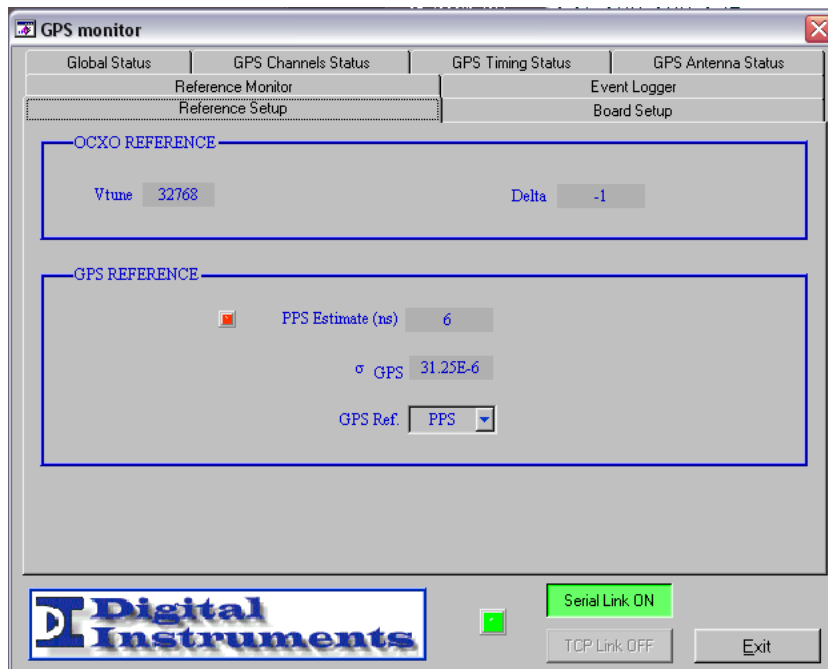 GPS monitor
Global Status GPS Channels Status GPS Timing Status GPS Antenna Status
Reference Monitor Event Logger
Reference Setup Board Setup
OCXO REFERENCE
Vtune 32768 Delta -1
GPS REFERENCE
PPS Estimate (ns) 6
σ GPS 31.25E-6
GPS Ref. PPS
DI Digital Instruments
Serial Link ON
TCP Link OFF Exit